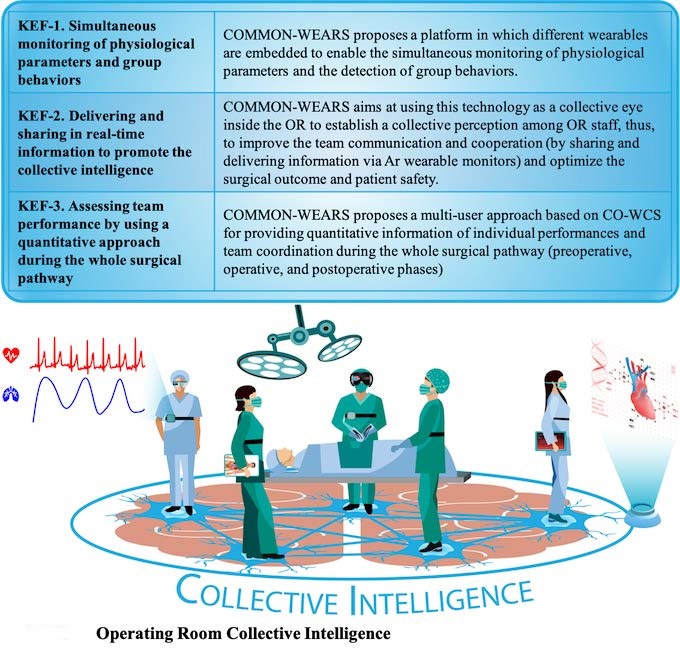 KEF-1. Simultaneous
monitoring of physiological
parameters and group
behaviors
COMMON-WEARS proposes a platform in which different wearables
are embedded to enable the simultaneous monitoring of physiological
parameters and the detection of group behaviors.
KEF-2. Delivering and
sharing in real-time
information to promote the
collective intelligence
COMMON-WEARS aims at using this technology as a collective eye
inside the OR to establish a collective perception among OR staff, thus,
to improve the team communication and cooperation (by sharing and
delivering information via Ar wearable monitors) and optimize the
surgical outcome and patient safety.
KEF-3. Assessing team
performance by using a
quantitative approach
during the whole surgical
pathway
COMMON-WEARS proposes a multi-user approach based on CO-WCS
for providing quantitative information of individual performances and
team coordination during the whole surgical pathway (preoperative,
operative, and postoperative phases)
COLLECTIVE INTELLIGENCE
Operating Room Collective Intelligence